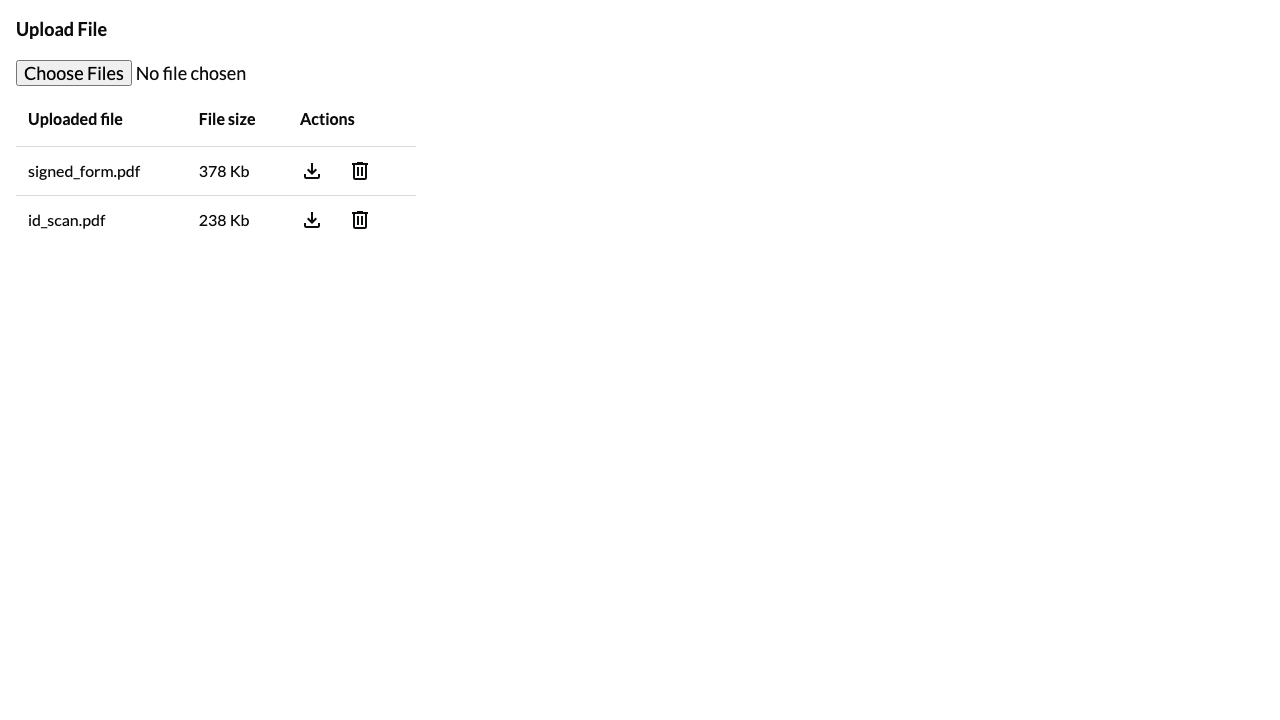 Upload File
Choose Files No file chosen
Uploaded file File size Actions
signed_form.pdf 378 Kb
id_scan.pdf 238 Kb